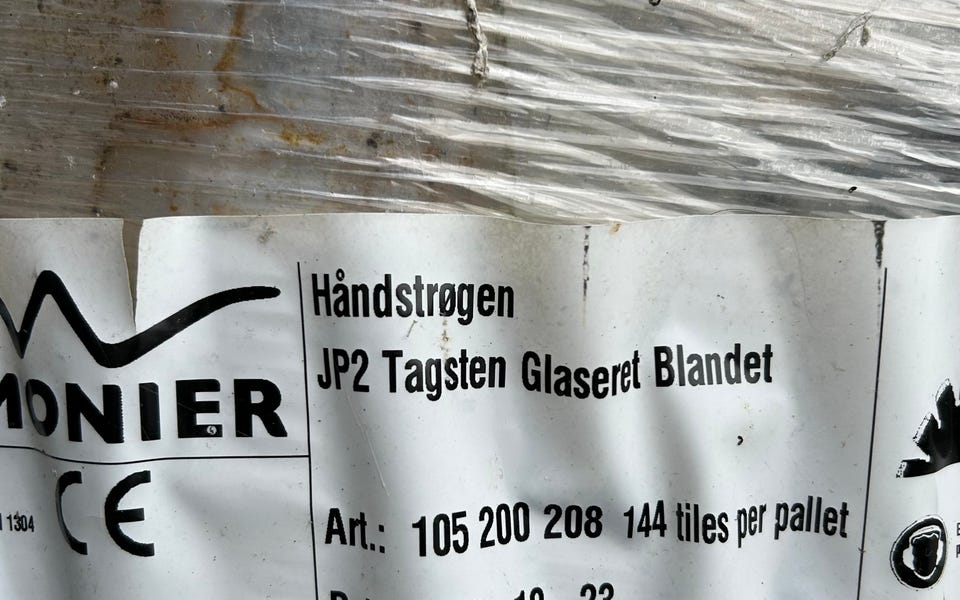 MONIER
CE
1304
Håndstrøgen
JP2 Tagsten Glaseret Blandet
Art.: 105 200 208 144 tiles per pallet